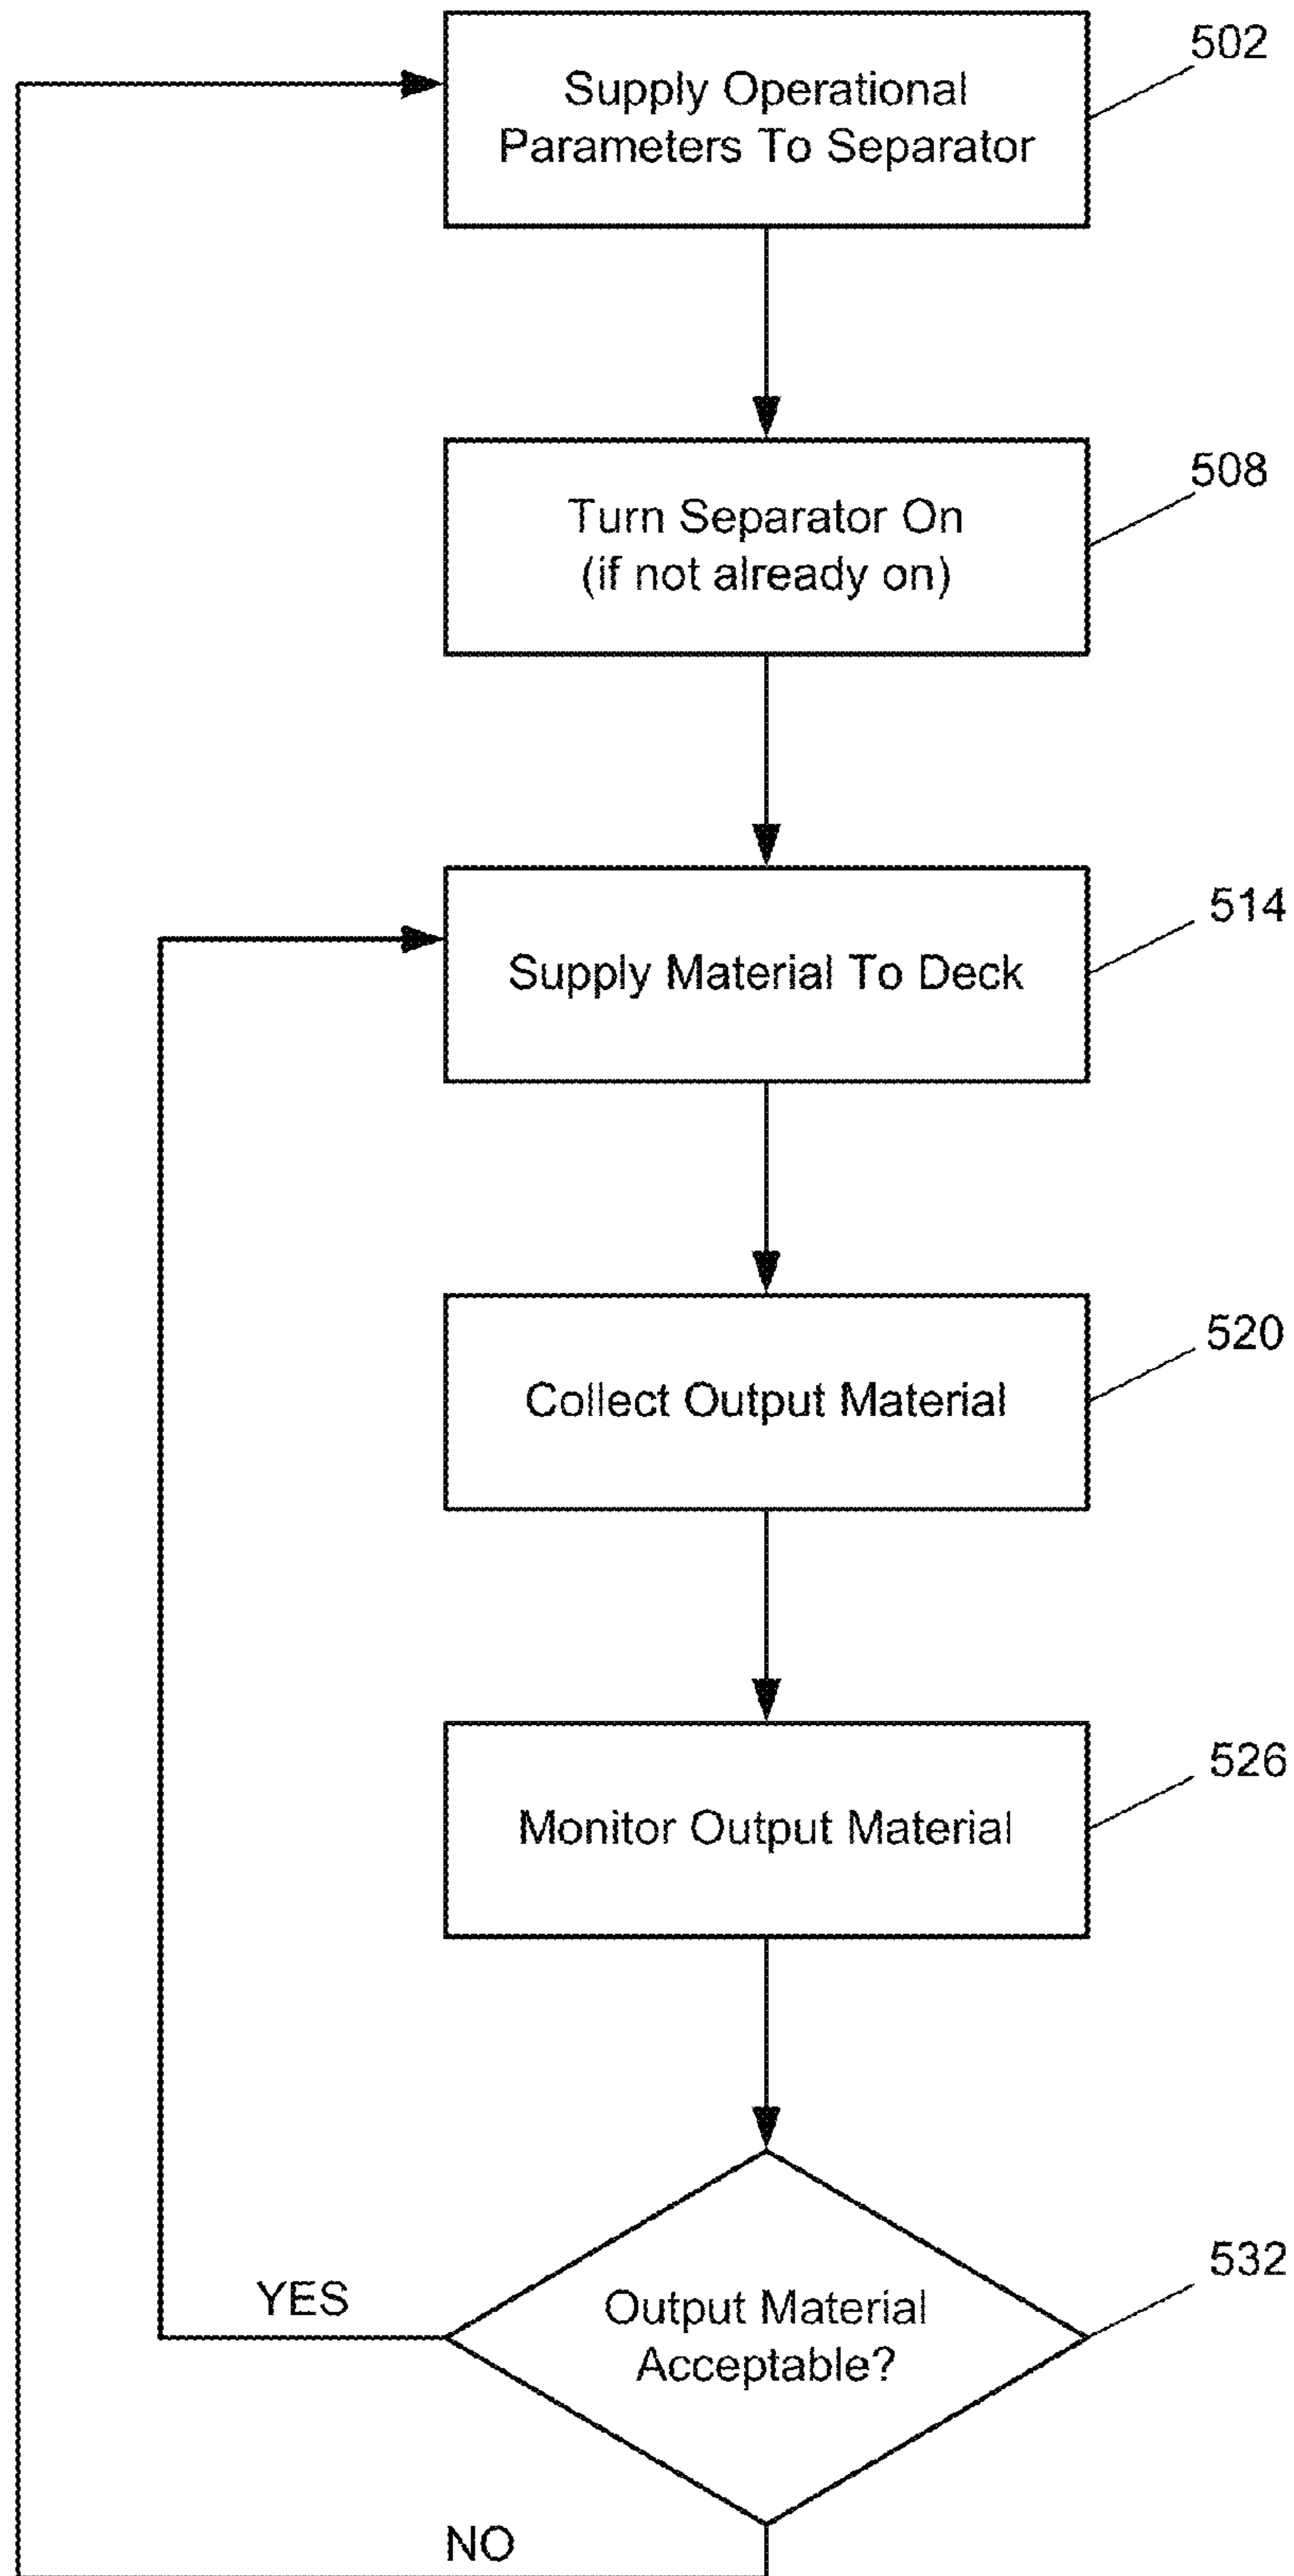 502
Supply Operational
Parameters To Separator
508
Turn Separator On
(if not already on)
514
Supply Material To Deck
520
Collect Output Material
526
Monitor Output Material
532
YES
Output Material
Acceptable?
NO